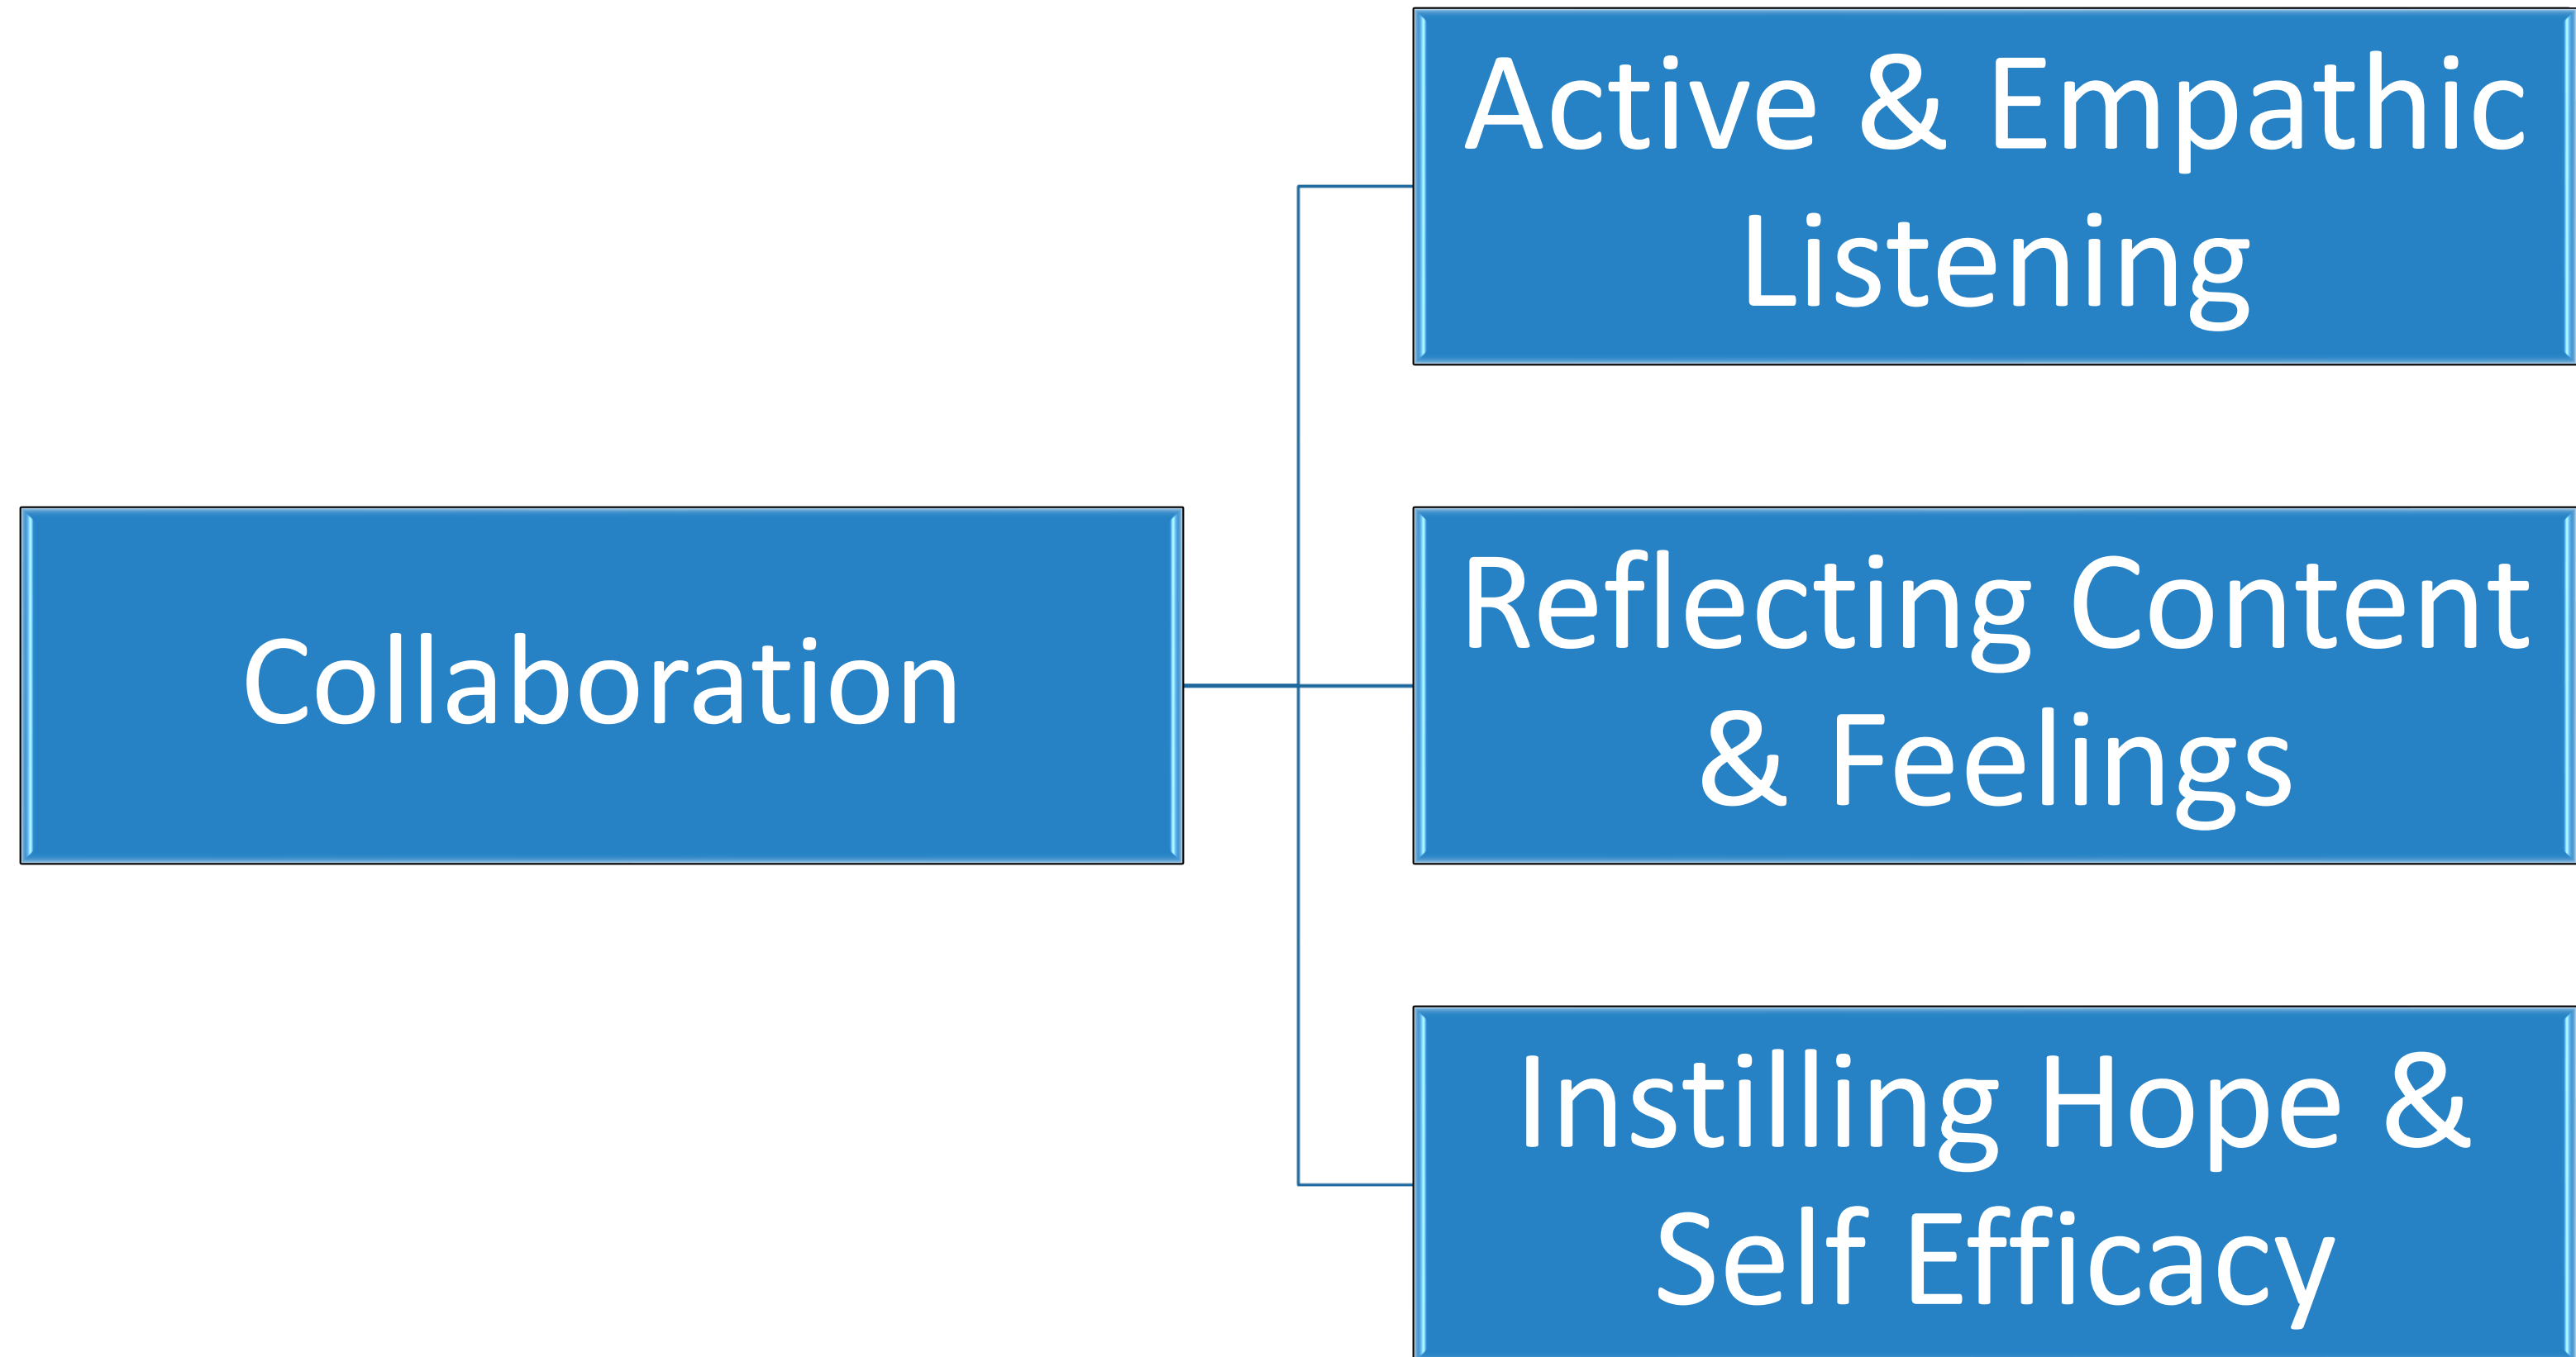 Active & Empathic
Listening
Collaboration
Reflecting Content
& Feelings
Instilling Hope &
Self Efficacy